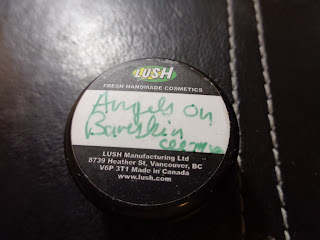 LUSH
FRESH HANDMADE COSMETICS
Angels On
Bareskin
LUSH Manufacturing Ltd
8739 Heather St, Vancouver, BC
V6P 3T1 Made in Canada
www.lush.com